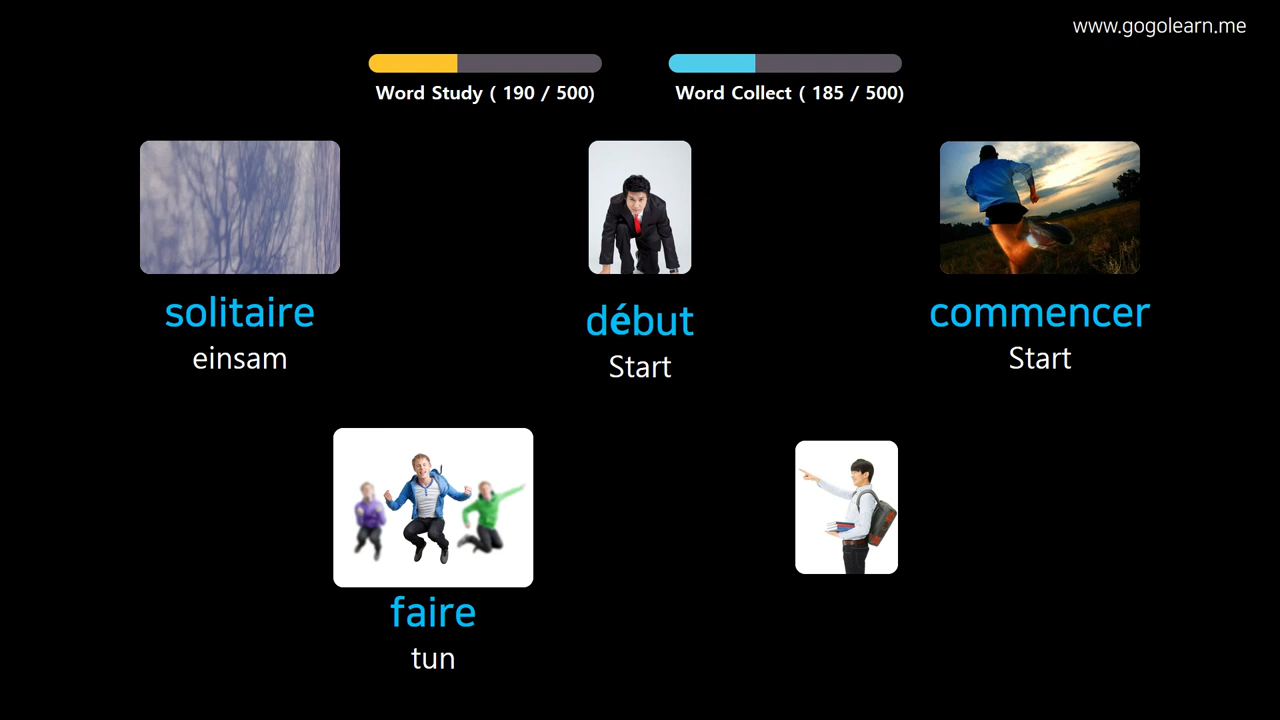 www.gogolearn.me
Word Study ( 190 / 500)
Word Collect ( 185 / 500)
solitaire
einsam
début
Start
commencer
Start
faire
tun